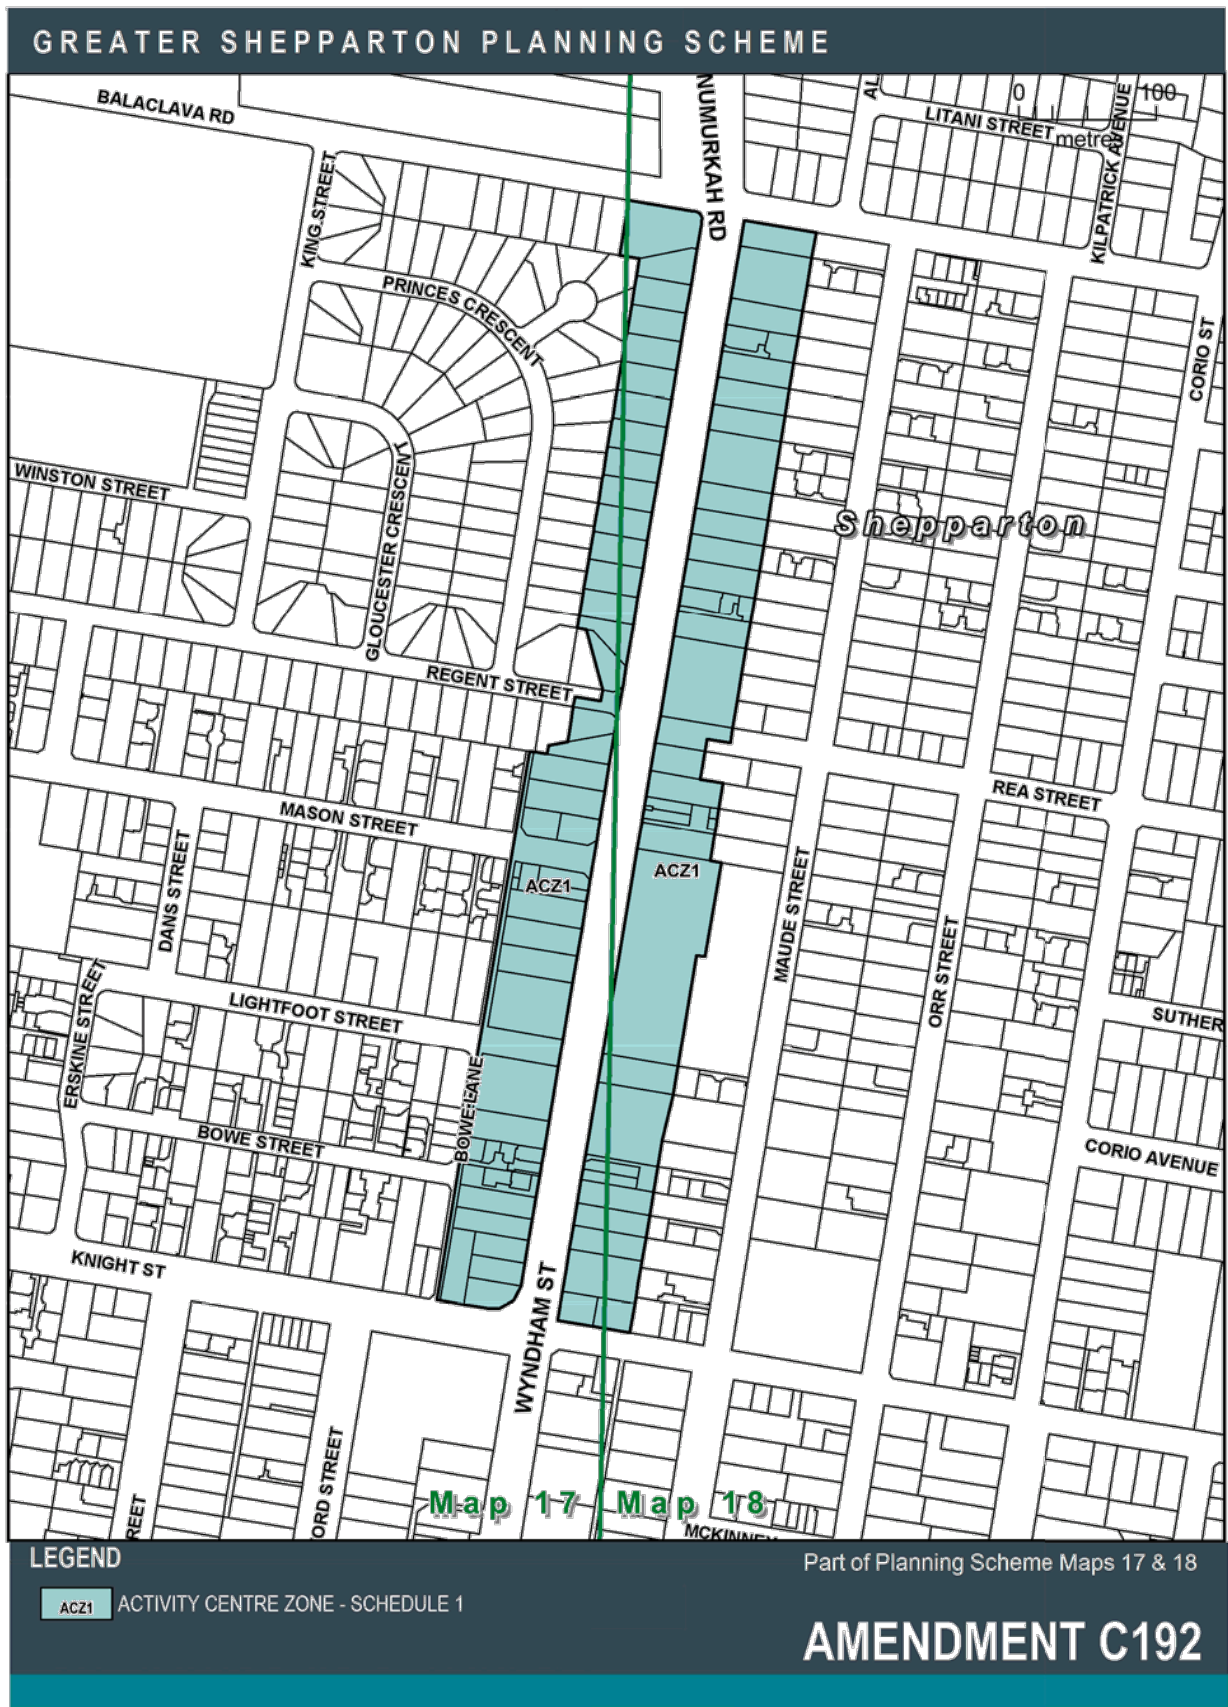 GREATER SHEPPARTON PLANNING SCHEME
BALACLAVA RD
NUMURKAH RD
AL
LITANI STREET
0 100
metres
KILPATRICK AVENUE
KING STREET
PRINCES CRESCENT
CORIO ST
WINSTON STREET
GLOUCESTER CRESCENT
Shepparton
REGENT STREET
MASON STREET
REA STREET
DANS STREET
ACZ1
ACZ1
MAUDE STREET
ORR STREET
ERSKINE STREET
LIGHTFOOT STREET
SUTHER
BOWE LANE
BOWE STREET
CORIO AVENUE
KNIGHT ST
WYNDHAM ST
ORD STREET
REET
Map 17
Map 18
MCKINNEY
LEGEND
Part of Planning Scheme Maps 17 & 18
ACZ1 ACTIVITY CENTRE ZONE - SCHEDULE 1
AMENDMENT C192